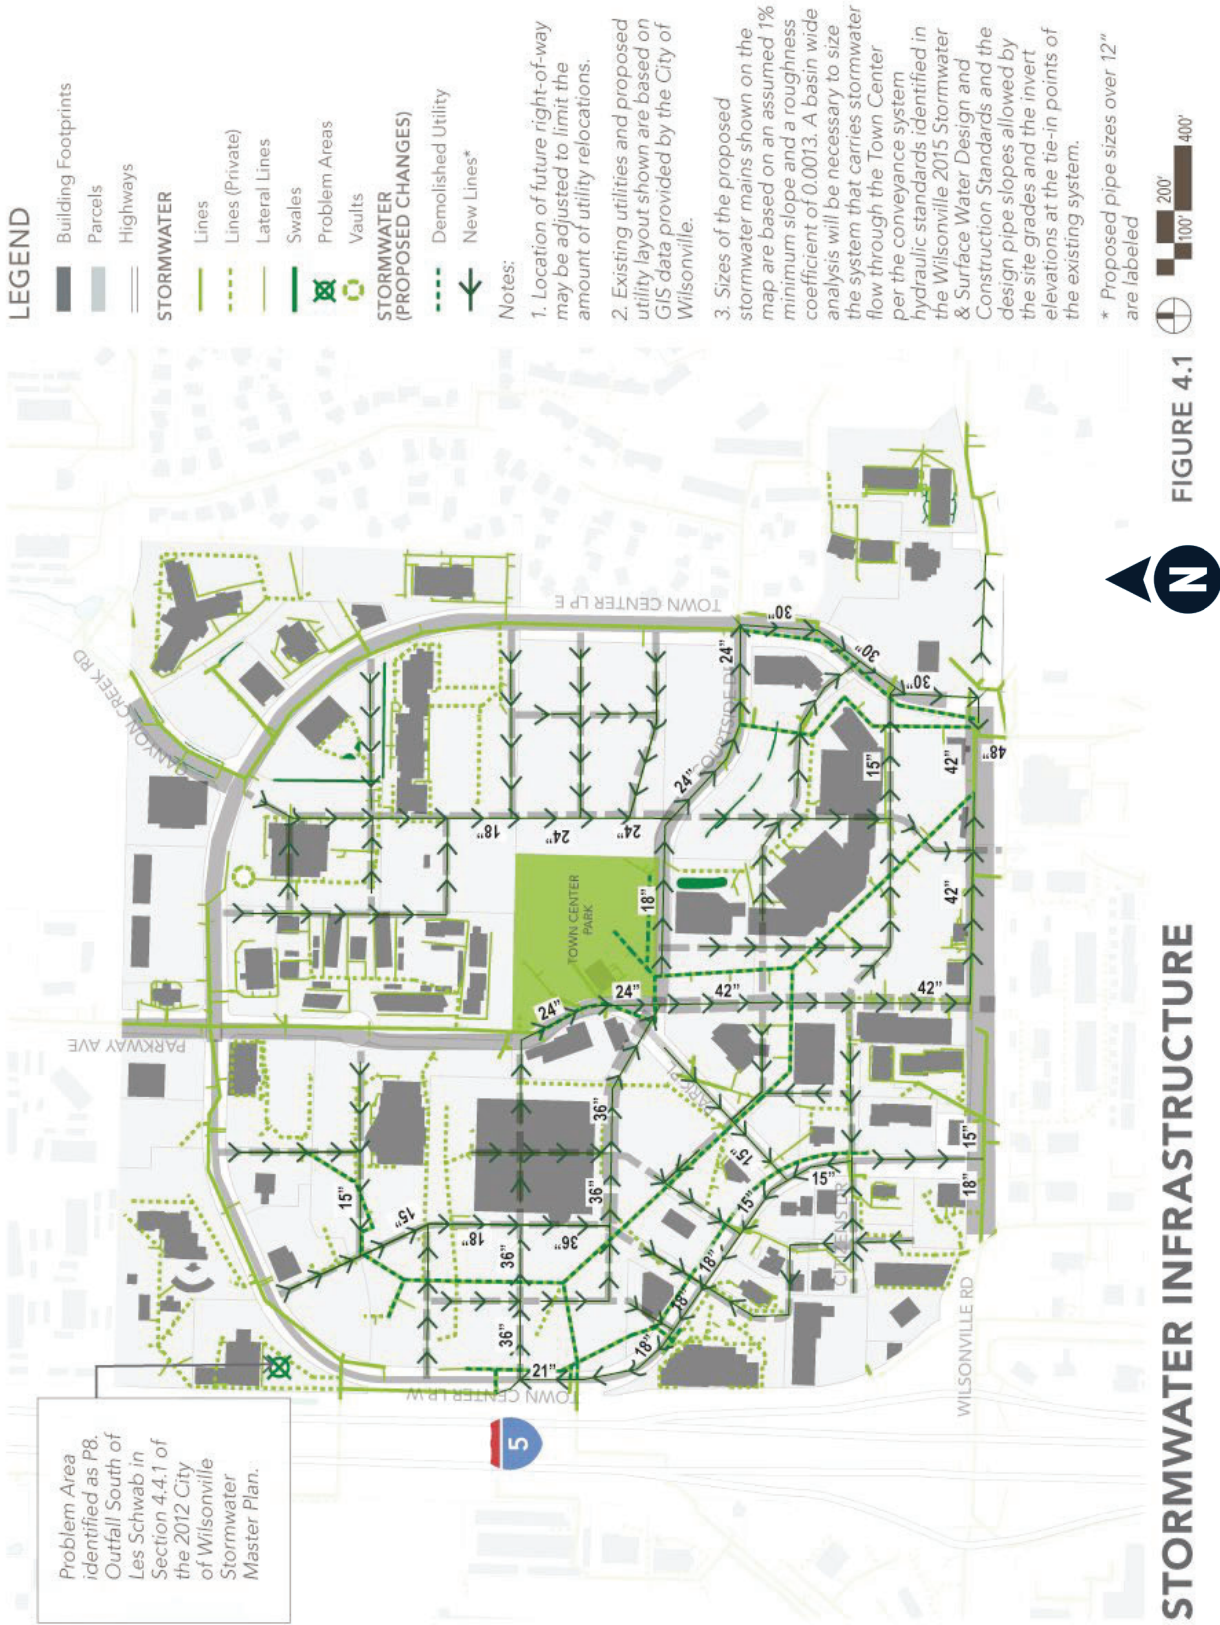 LEGEND
Building Footprints
Parcels
Highways
STORMWATER
Lines
Lines (Private)
Lateral Lines
Swales
Problem Areas
Vaults
STORMWATER
(PROPOSED CHANGES)
Demolished Utility
New Lines*
Notes:
1. Location of future right-of-way
may be adjusted to limit the
amount of utility relocations.
2. Existing utilities and proposed
utility layout shown are based on
GIS data provided by the City of
Wilsonville.
3. Sizes of the proposed
stormwater mains shown on the
map are based on an assumed 1%
minimum slope and a roughness
coefficient of 0.0013. A basin wide
analysis will be necessary to size
the system that carries stormwater
flow through the Town Center
per the conveyance system
hydraulic standards identified in
the Wilsonville 2015 Stormwater
& Surface Water Design and
Construction Standards and the
design pipe slopes allowed by
the site grades and the invert
elevations at the tie-in points of
the existing system.
* Proposed pipe sizes over 12"
are labeled
100'
200'
400'
Problem Area
identified as P8.
Outfall South of
Les Schwab in
Section 4.4.1 of
the 2012 City
of Wilsonville
Stormwater
Master Plan.
CANYON CREEK RD
PARKWAY AVE
TOWN CENTER LP E
TOWN CENTER LP W
TOWN CENTER
PARK
COURTSIDE DR
PARK PL
CITIZENS DR
WILSONVILLE RD
5
15"
15"
18"
36"
36"
36"
36"
36"
21"
18"
18"
18"
15"
15"
15"
15"
18"
24"
24"
18"
42"
42"
42"
42"
48"
18"
24"
24"
24"
24"
15"
30"
30"
30"
STORMWATER INFRASTRUCTURE
FIGURE 4.1
N